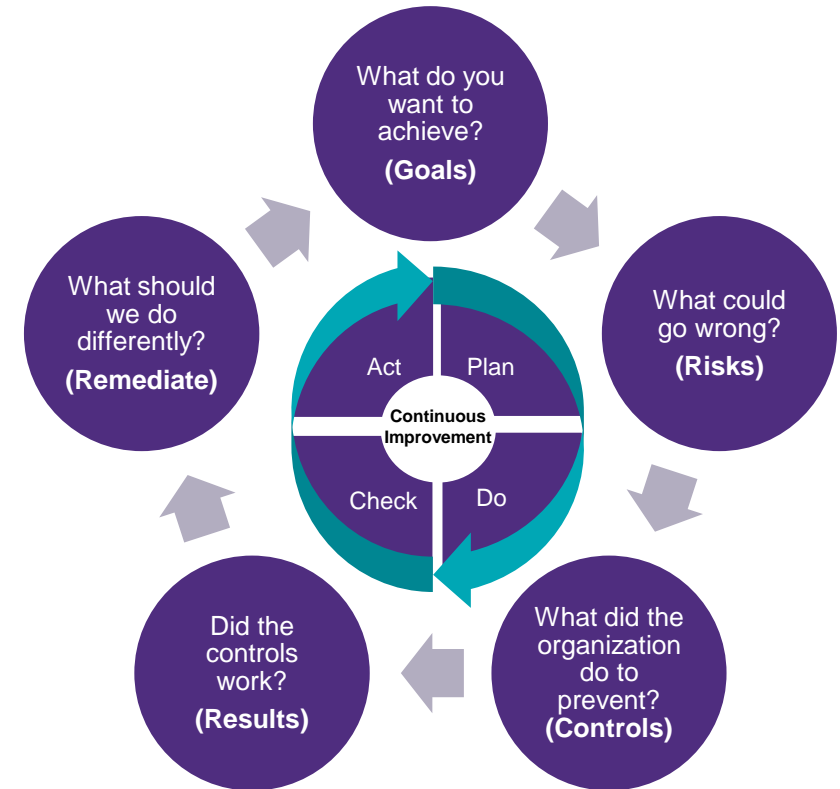 What do you
want to
achieve?
(Goals)
What could
go wrong?
(Risks)
What did the
organization
do to
prevent?
(Controls)
Did the
controls
work?
(Results)
What should
we do
differently?
(Remediate)
Act
Plan
Continuous
Improvement
Check
Do